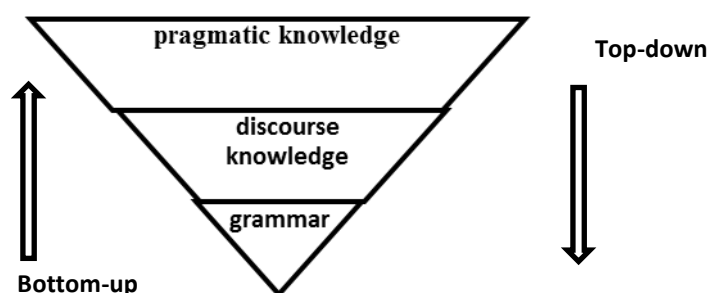 pragmatic knowledge
Top-down
discourse
knowledge
grammar
Bottom-up